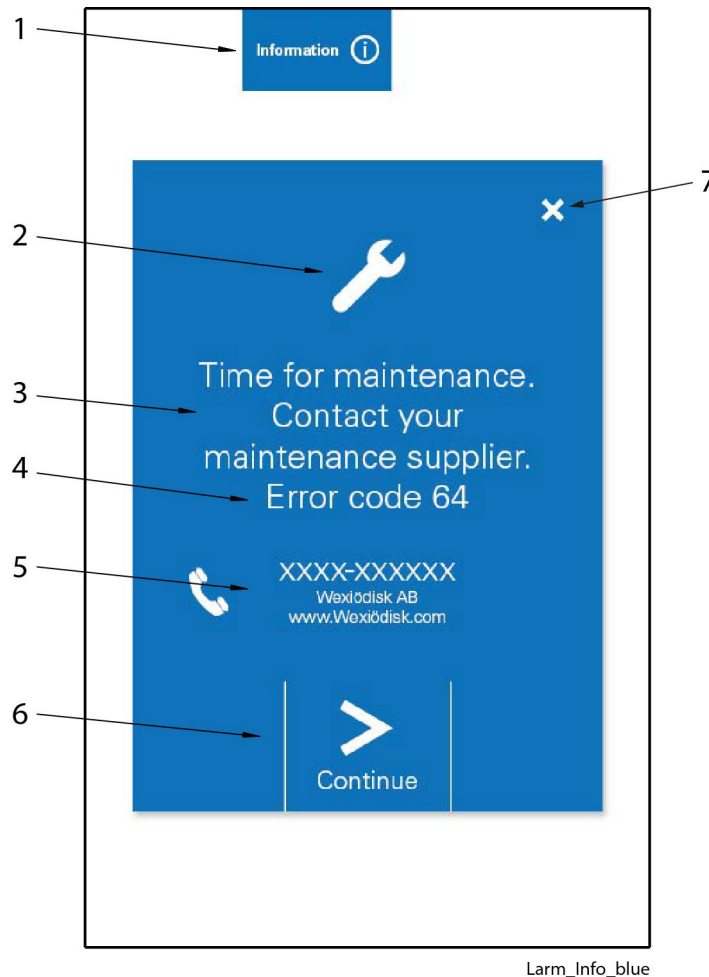 1
Information i
7
2
3
Time for maintenance.
Contact your
maintenance supplier.
4
Error code 64
5
XXXX-XXXXXX
Wexiödisk AB
www.Wexiödisk.com
6
Continue
Larm_Info_blue